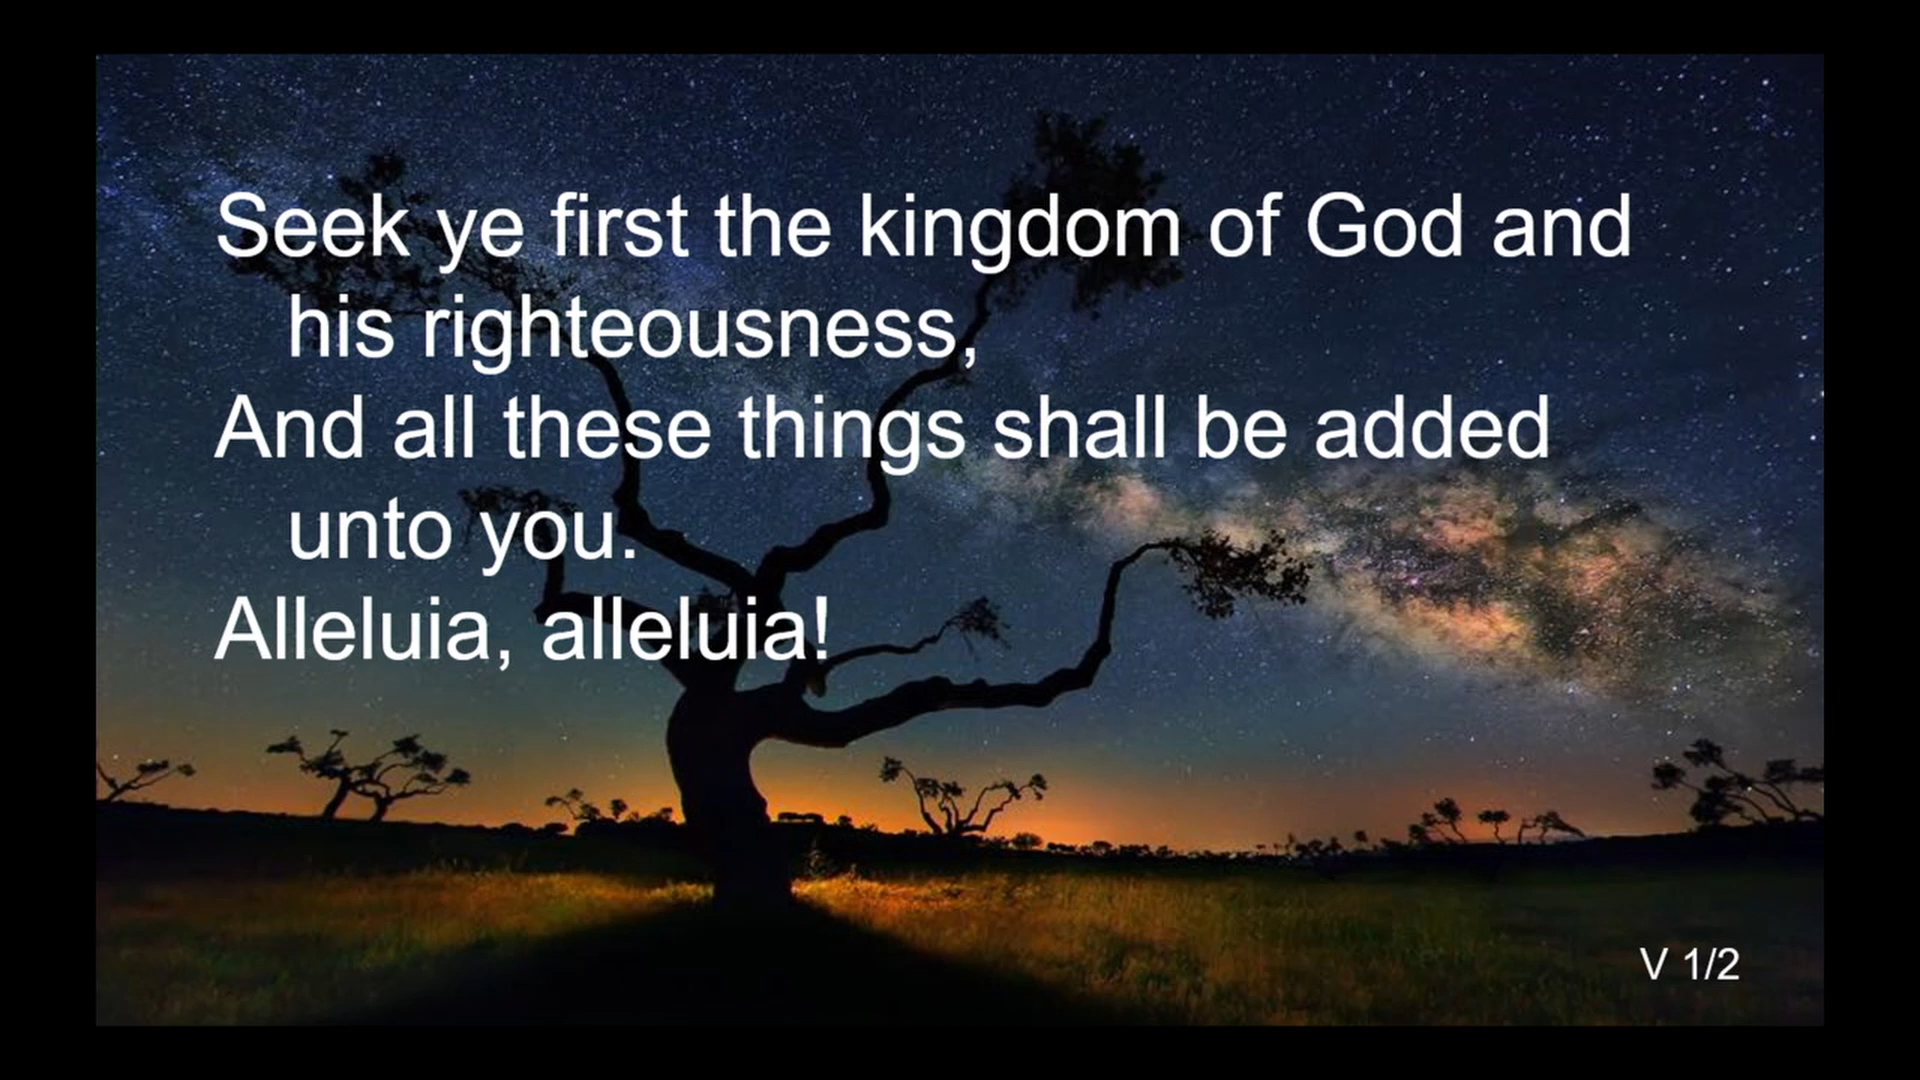 Seek ye first the kingdom of God and
his righteousness,
And all these things shall be added
unto you.
Alleluia, alleluia!
V 1/2